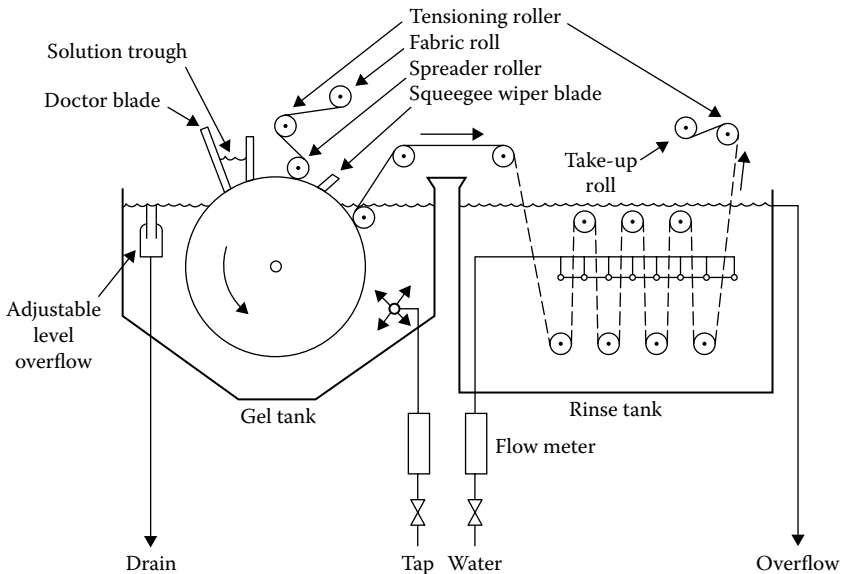 Tensioning roller
Fabric roll
Spreader roller
Squeegee wiper blade
Solution trough
Doctor blade
Take-up
roll
Adjustable
level
overflow
Gel tank
Rinse tank
Flow meter
Drain
Tap
Water
Overflow